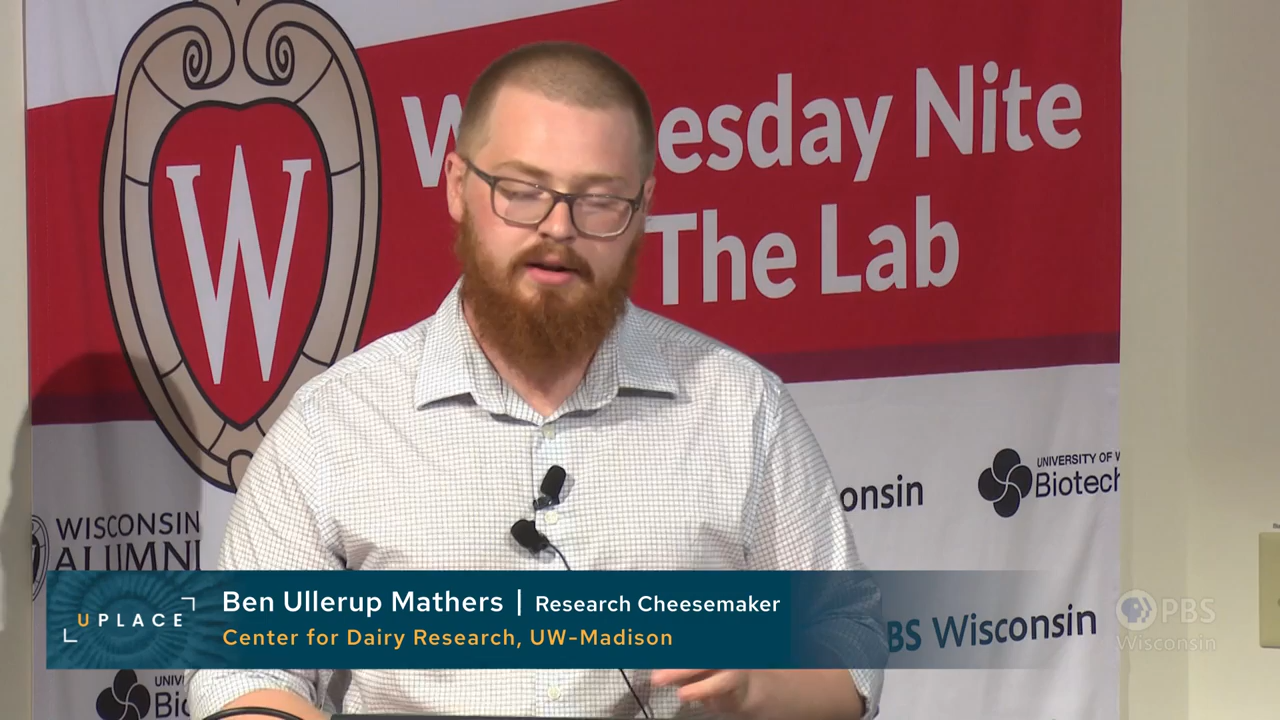 W
W esday Nite
The Lab
onsin
UNIVERSITY OF W
Biotech
WISCONSIN
ALUMNI
UPLACE
Ben Ullerup Mathers | Research Cheesemaker
Center for Dairy Research, UW-Madison
BS Wisconsin
PBS
Wisconsin
UNIV
Bio